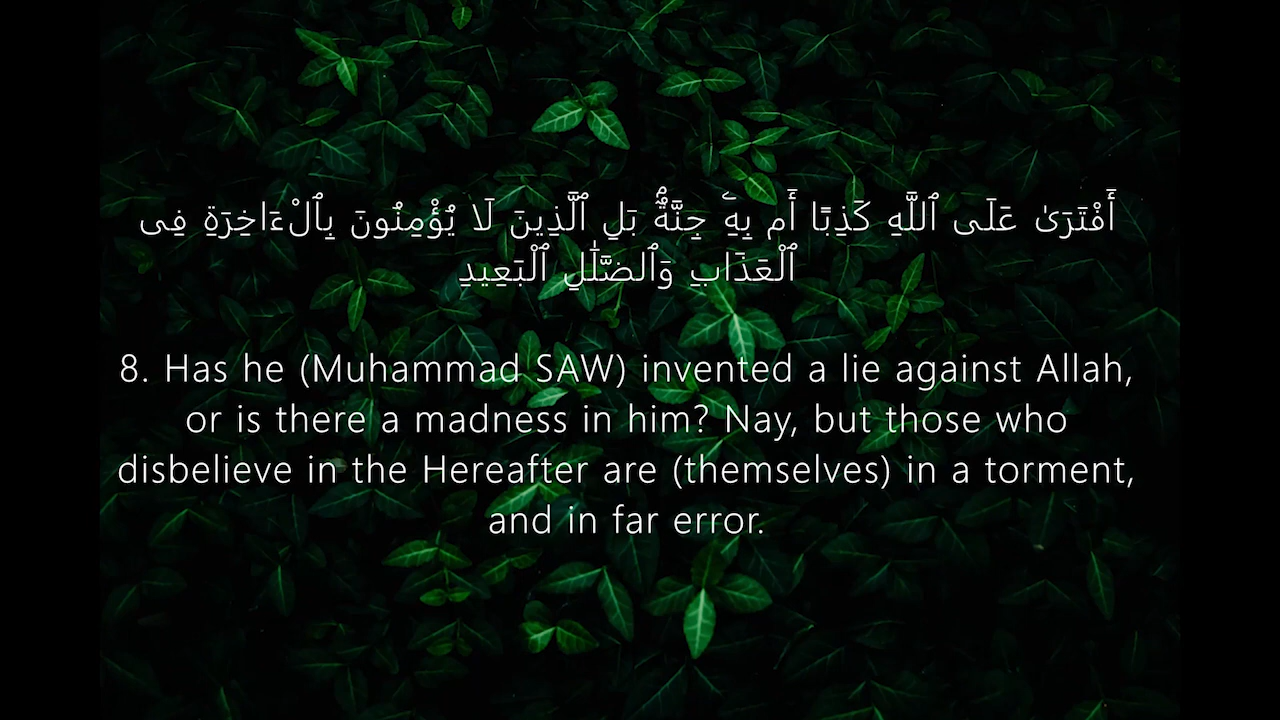 أَفْتَرَىٰ عَلَى ٱللَّهِ كَذِبًا أَم بِهِۦ جِنَّةٌۢ بَلِ ٱلَّذِينَ لَا يُؤْمِنُونَ بِٱلْءَاخِرَةِ فِى
ٱلْعَذَابِ وَٱلضَّلَٰلِ ٱلْبَعِيدِ
8. Has he (Muhammad SAW) invented a lie against Allah,
or is there a madness in him? Nay, but those who
disbelieve in the Hereafter are (themselves) in a torment,
and in far error.